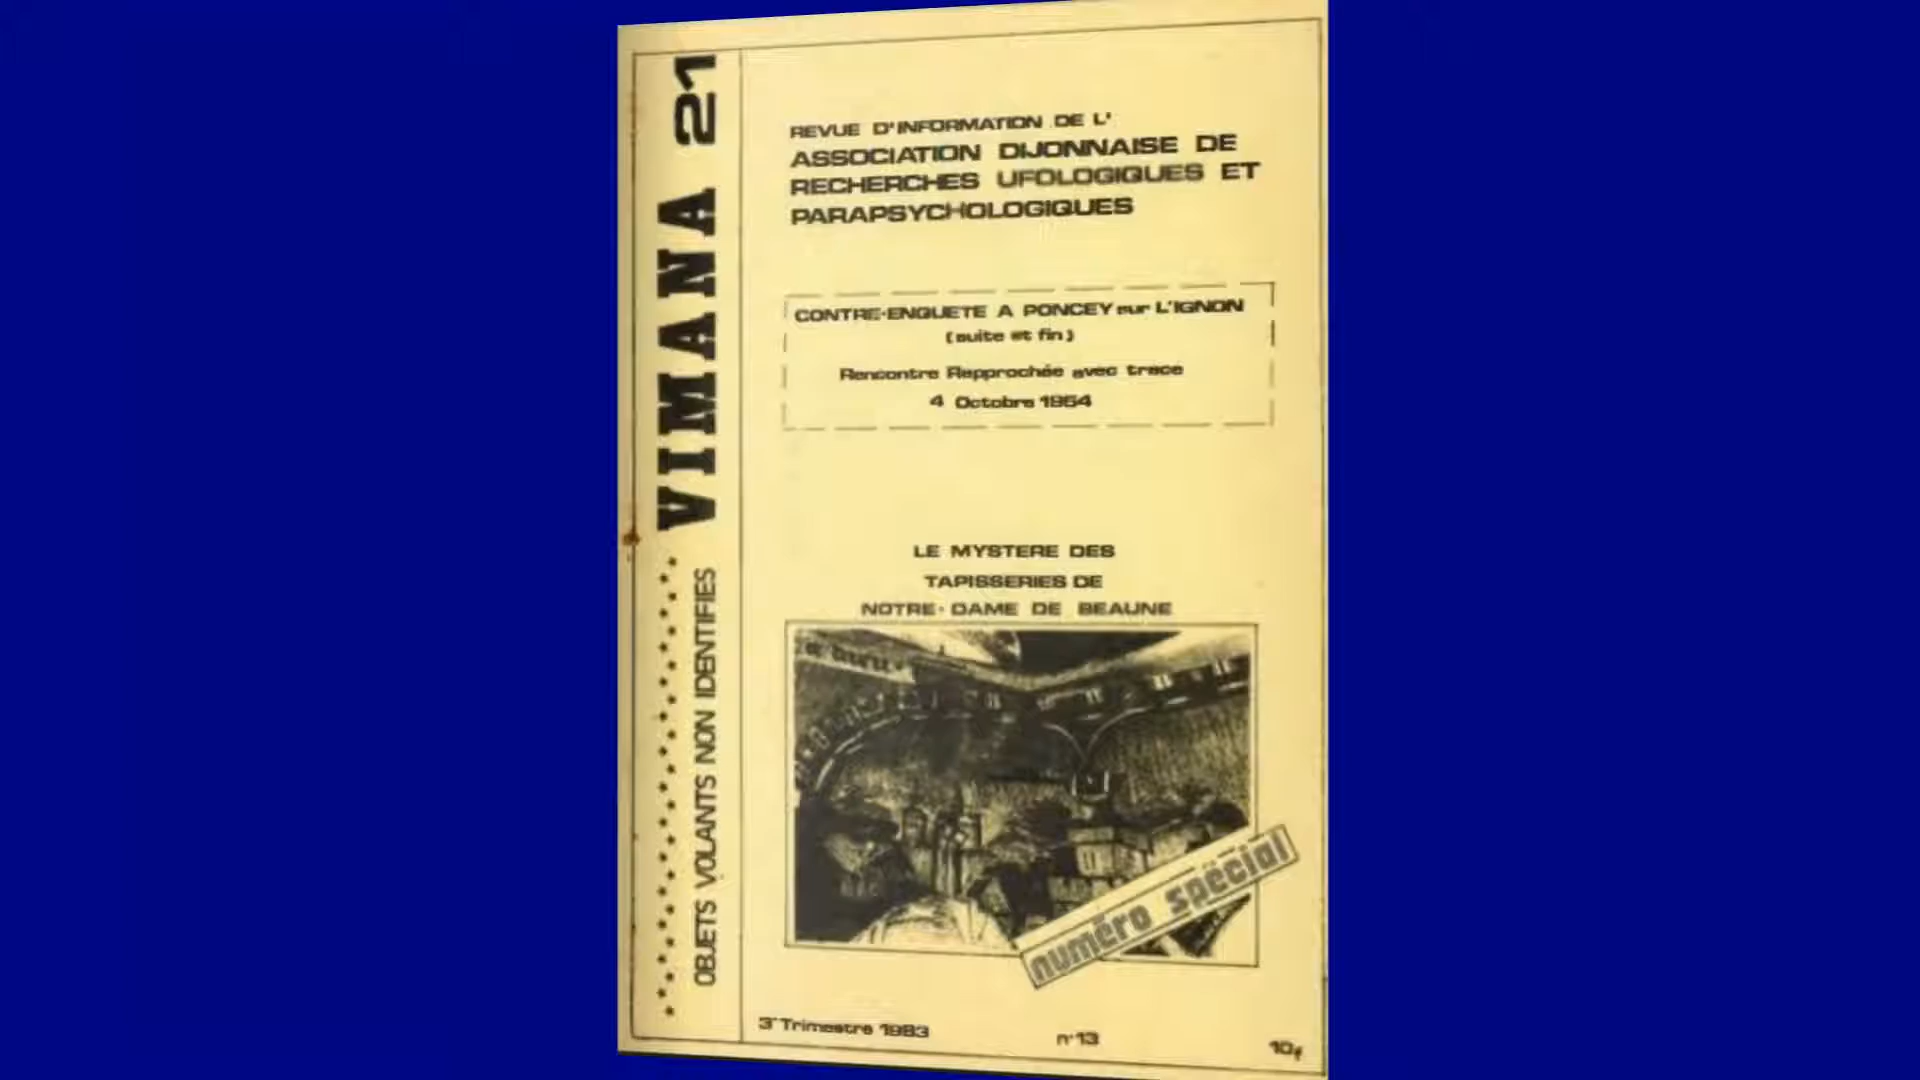 VIMANA 21
OBJETS VOLANTS NON IDENTIFIES
REVUE D'INFORMATION DE L'
ASSOCIATION DIJONNAISE DE
RECHERCHES UFOLOGIQUES ET
PARAPSYCHOLOGIQUES
CONTRE-ENQUETE A PONCEY sur L'IGNON
(suite et fin)
Rencontre Rapprochée avec trace
4 Octobre 1954
LE MYSTERE DES
TAPISSERIES DE
NOTRE-DAME DE BEAUNE
numéro spécial
3° Trimestre 1983
n°13
10f